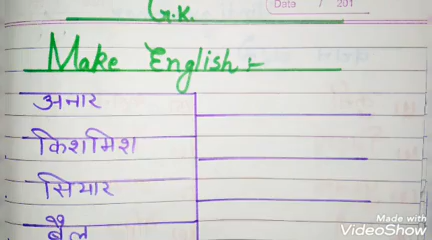 G.K.
Date / 201
Make English:-
अनार
किशमिश
सियार
बैल
Made with
VideoShow